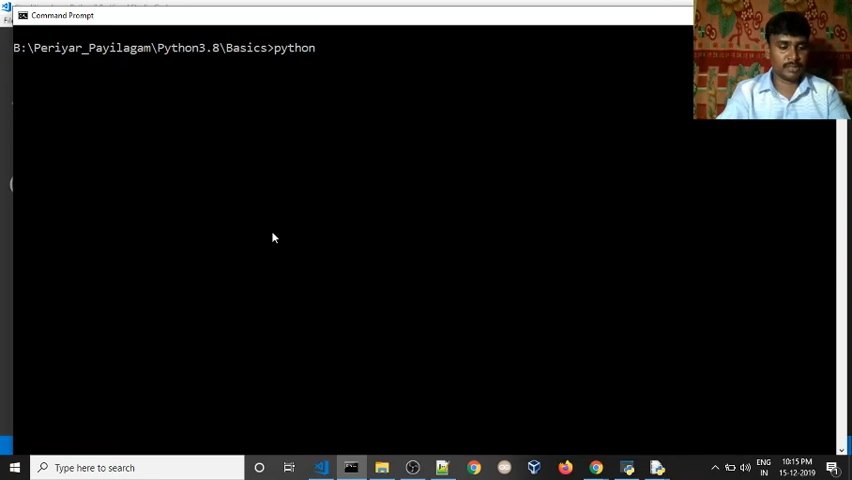 Command Prompt
B:\Periyar_Payilagam\Python3.8\Basics>python
Type here to search
ENG
IN
10:15 PM
15-12-2019